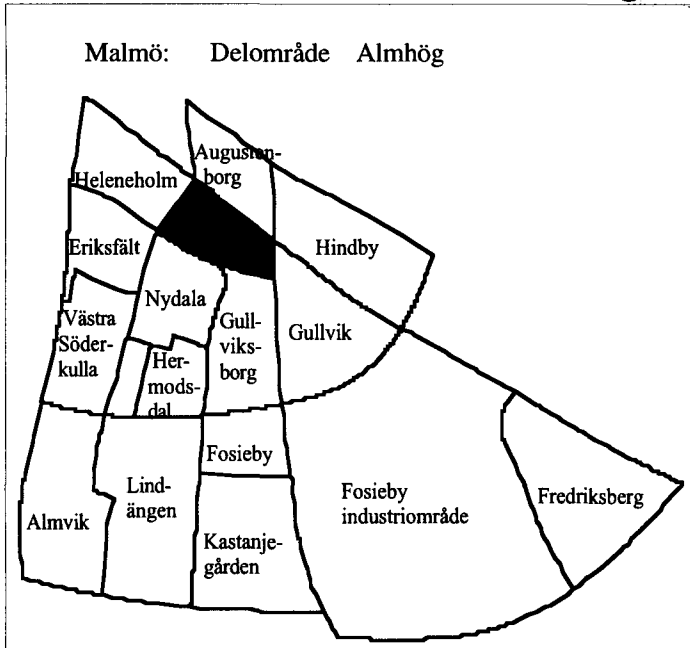 Malmö: Delområde Almhög
Augusten-
borg
Heleneholm
Hindby
Eriksfält
Nydala
Västra
Söder-
kulla
Gull-
viks-
borg
Gullvik
Her-
mods-
dal
Fosieby
Lind-
ängen
Almvik
Kastanje-
gården
Fosieby
industriområde
Fredriksberg